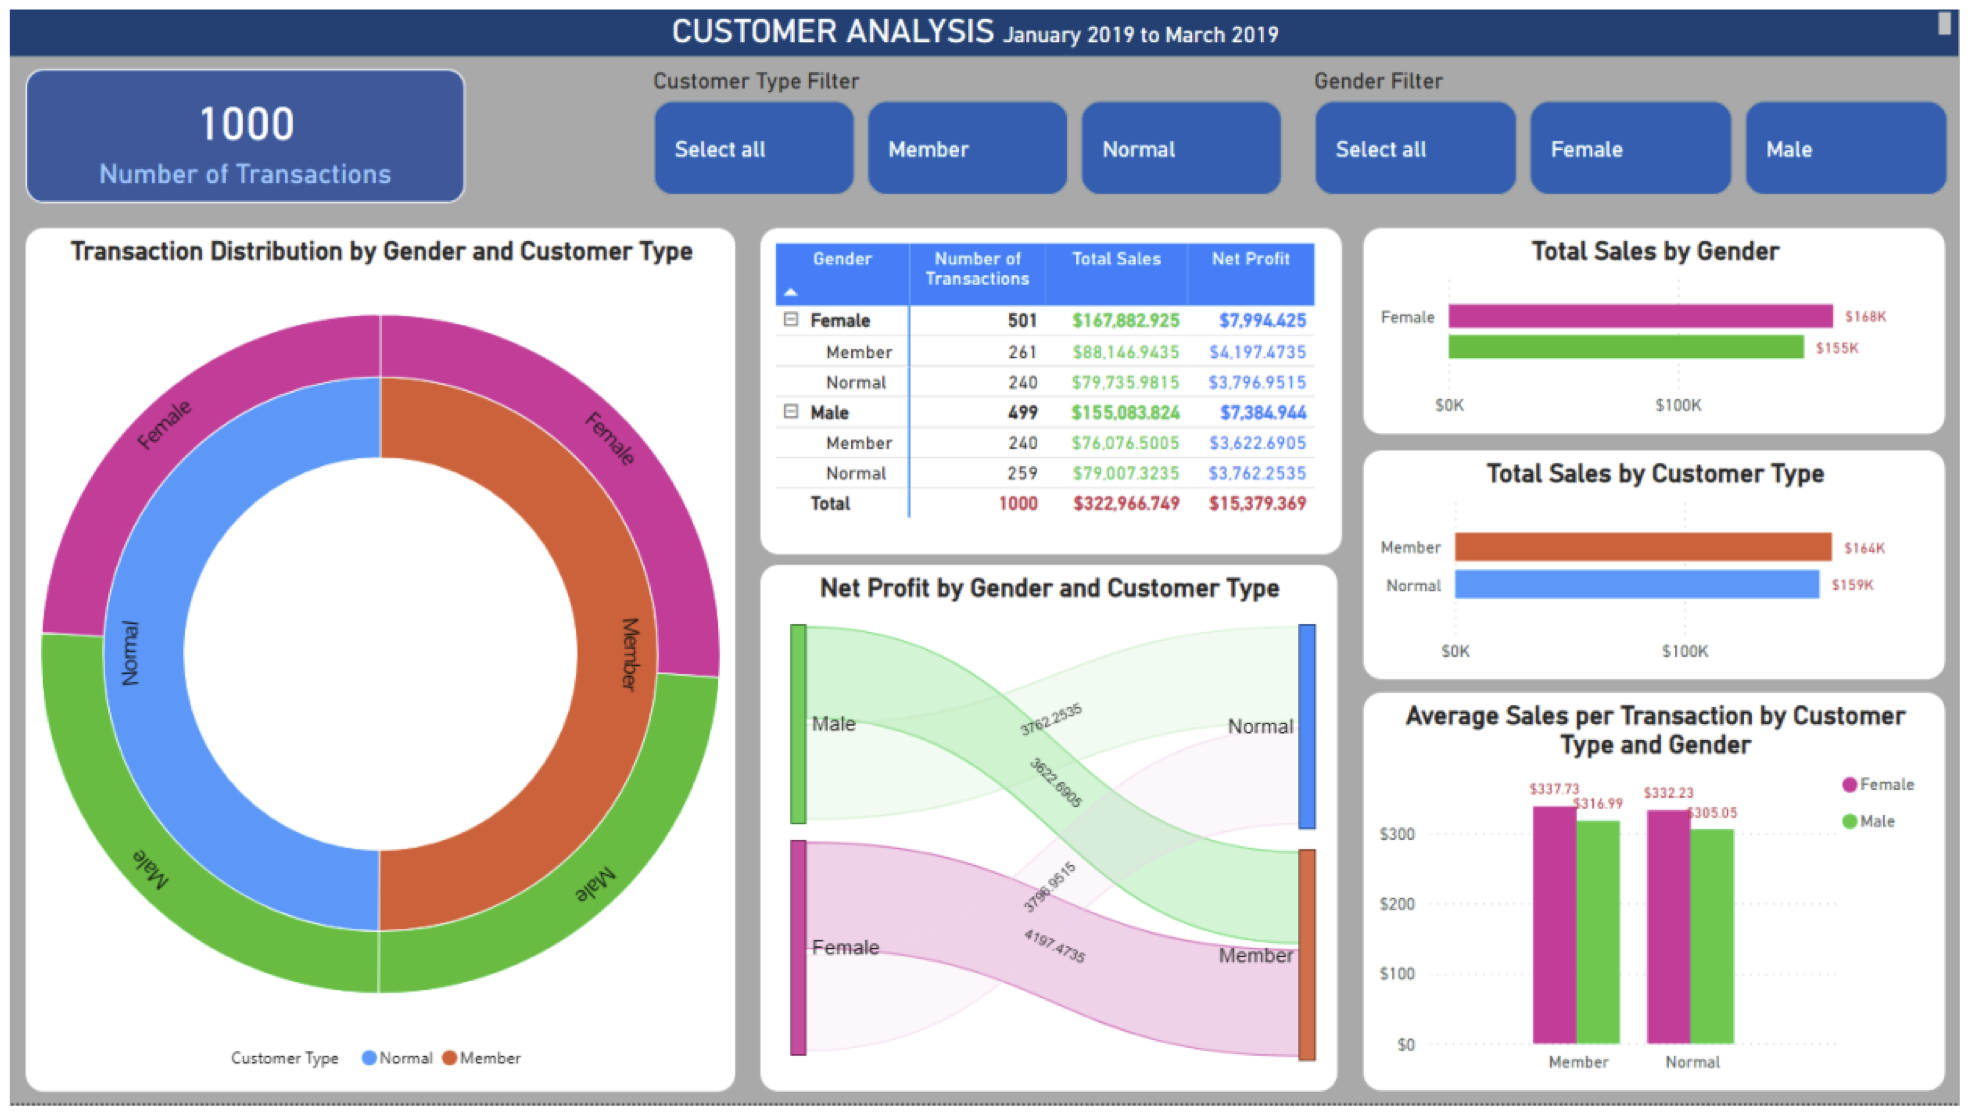 CUSTOMER ANALYSIS January 2019 to March 2019
1000
Number of Transactions
Customer Type Filter
Select all
Member
Normal
Gender Filter
Select all
Female
Male
Transaction Distribution by Gender and Customer Type
Female
Female
Normal
Member
Male
Male
Customer Type Normal Member
Gender Number of Transactions Total Sales Net Profit
Female 501 $167,882.925 $7,994.425
Member 261 $88,146.9435 $4,197.4735
Normal 240 $79,735.9815 $3,796.9515
Male 499 $155,083.824 $7,384.944
Member 240 $76,076.5005 $3,622.6905
Normal 259 $79,007.3235 $3,762.2535
Total 1000 $322,966.749 $15,379.369
Net Profit by Gender and Customer Type
Male
Female
3762.2535
3622.6905
3796.9515
4197.4735
Normal
Member
Total Sales by Gender
Female $168K
$155K
$0K $100K
Total Sales by Customer Type
Member $164K
Normal $159K
$0K $100K
Average Sales per Transaction by Customer
Type and Gender
$337.73 $316.99 $332.23 $305.05
Female
Male
$300
$200
$100
$0
Member Normal